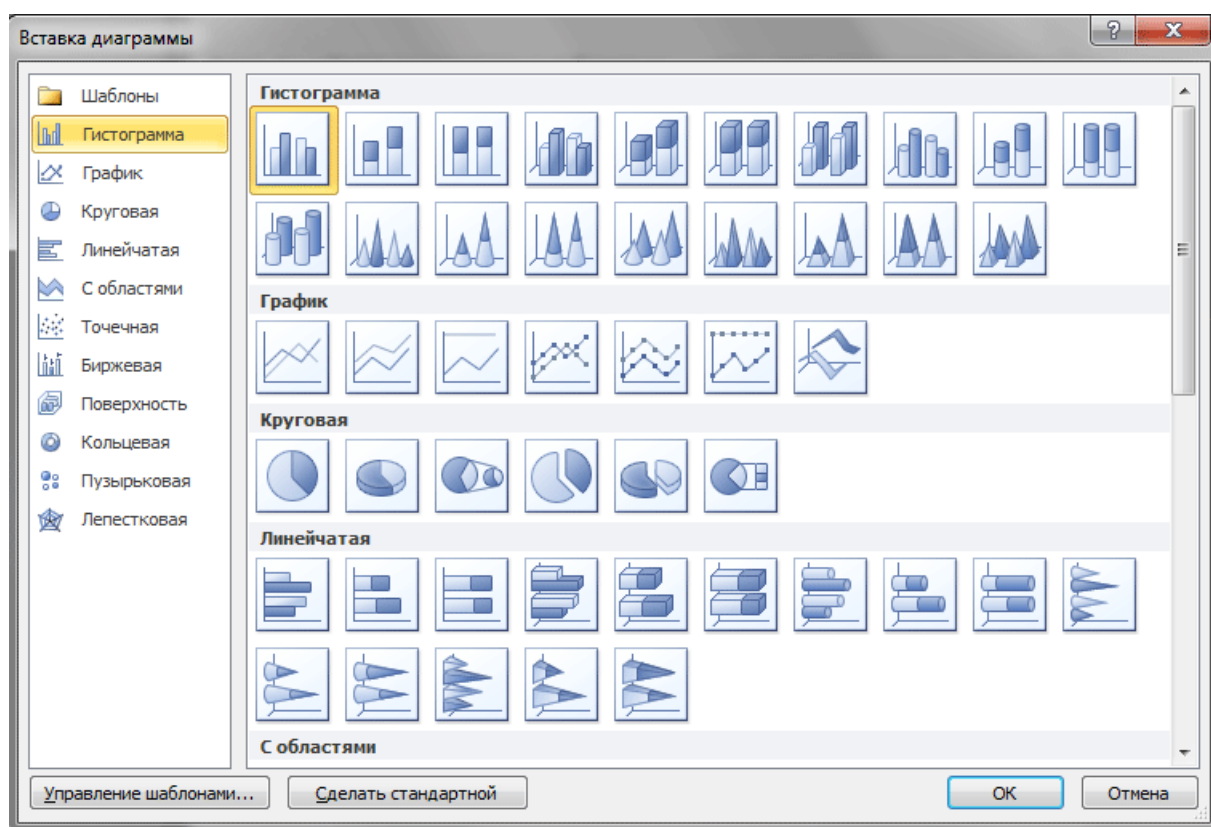 Вставка диаграммы
Шаблоны
Гистограмма
График
Круговая
Линейчатая
С областями
Точечная
Биржевая
Поверхность
Кольцевая
Пузырьковая
Лепестковая
Гистограмма
График
Круговая
Линейчатая
С областями
Управление шаблонами...
Сделать стандартной
ОК
Отмена